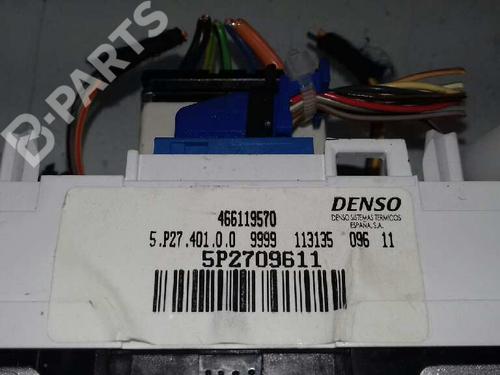 B-PARTS
466119570
DENSO
DENSO SISTEMAS TERMICOS
ESPAÑA, S.A.
5.P27.401.0.0 9999 113135 096 11
5P2709611